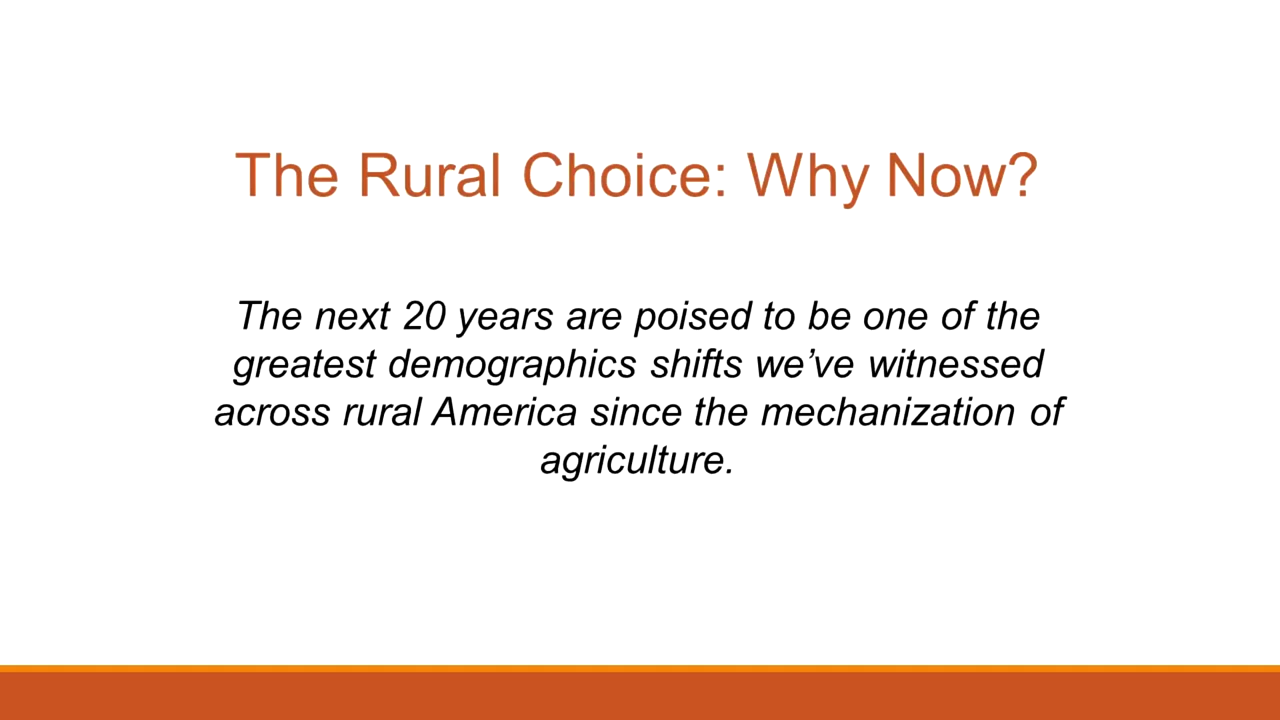 The Rural Choice: Why Now?
The next 20 years are poised to be one of the
greatest demographics shifts we’ve witnessed
across rural America since the mechanization of
agriculture.